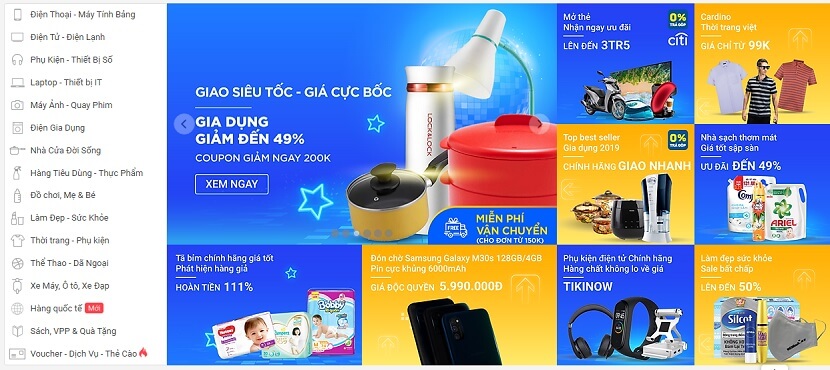 Điện Thoại - Máy Tính Bảng
Điện Tử - Điện Lạnh
Phụ Kiện - Thiết Bị Số
Laptop - Thiết bị IT
Máy Ảnh - Quay Phim
Điện Gia Dụng
Nhà Cửa Đời Sống
Hàng Tiêu Dùng - Thực Phẩm
Đồ chơi, Mẹ & Bé
Làm Đẹp - Sức Khỏe
Thời trang - Phụ kiện
Thể Thao - Dã Ngoại
Xe Máy, Ô tô, Xe Đạp
Hàng quốc tế Mới
Sách, VPP & Quà Tặng
Voucher - Dịch Vụ - Thẻ Cào
GIAO SIÊU TỐC - GIÁ CỰC BỐC
GIA DỤNG
GIẢM ĐẾN 49%
COUPON GIẢM NGAY 200K
XEM NGAY
LOCK&LOCK
FREE
MIỄN PHÍ
VẬN CHUYỂN
(CHO ĐƠN TỪ 150K)
Mở thẻ
Nhận ngay ưu đãi
LÊN ĐẾN 3TR5
0%
TRẢ GÓP
citi
Cardino
Thời trang việt
GIÁ CHỈ TỪ 99K
Top best seller
Gia dụng 2019
CHÍNH HÃNG GIAO NHANH
0%
TRẢ GÓP
Nhà sạch thơm mát
Giá tốt sập sàn
ƯU ĐÃI ĐẾN 49%
ARIEL
Tã bỉm chính hãng giá tốt
Phát hiện hàng giả
HOÀN TIỀN 111%
HUGGIES
Bobby
Đón chờ Samsung Galaxy M30s 128GB/4GB
Pin cực khủng 6000mAh
GIÁ ĐỘC QUYỀN 5.990.000Đ
Phụ kiện điện tử Chính hãng
Hàng chất không lo về giá
TIKINOW
Làm đẹp sức khỏe
Sale bất chấp
LÊN ĐẾN 50%
Silcot